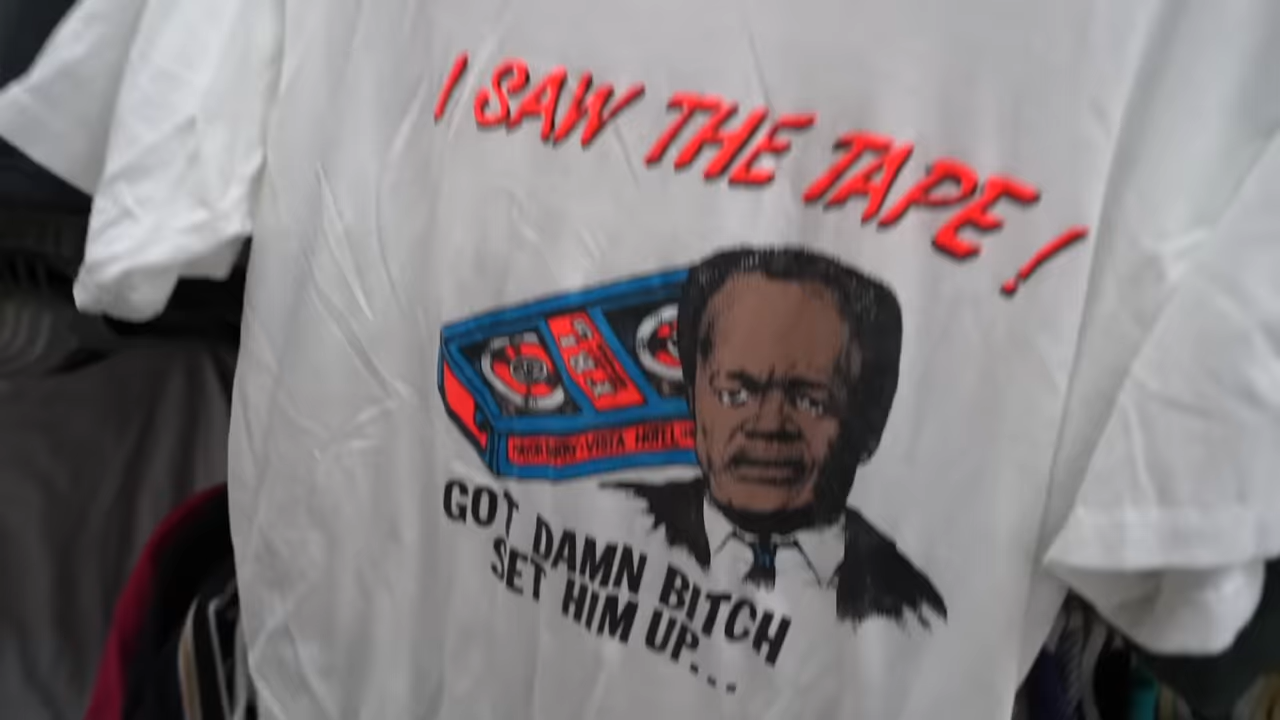 I SAW THE TAPE!
VISTA HOTEL
GOT DAMN BITCH
SET HIM UP...